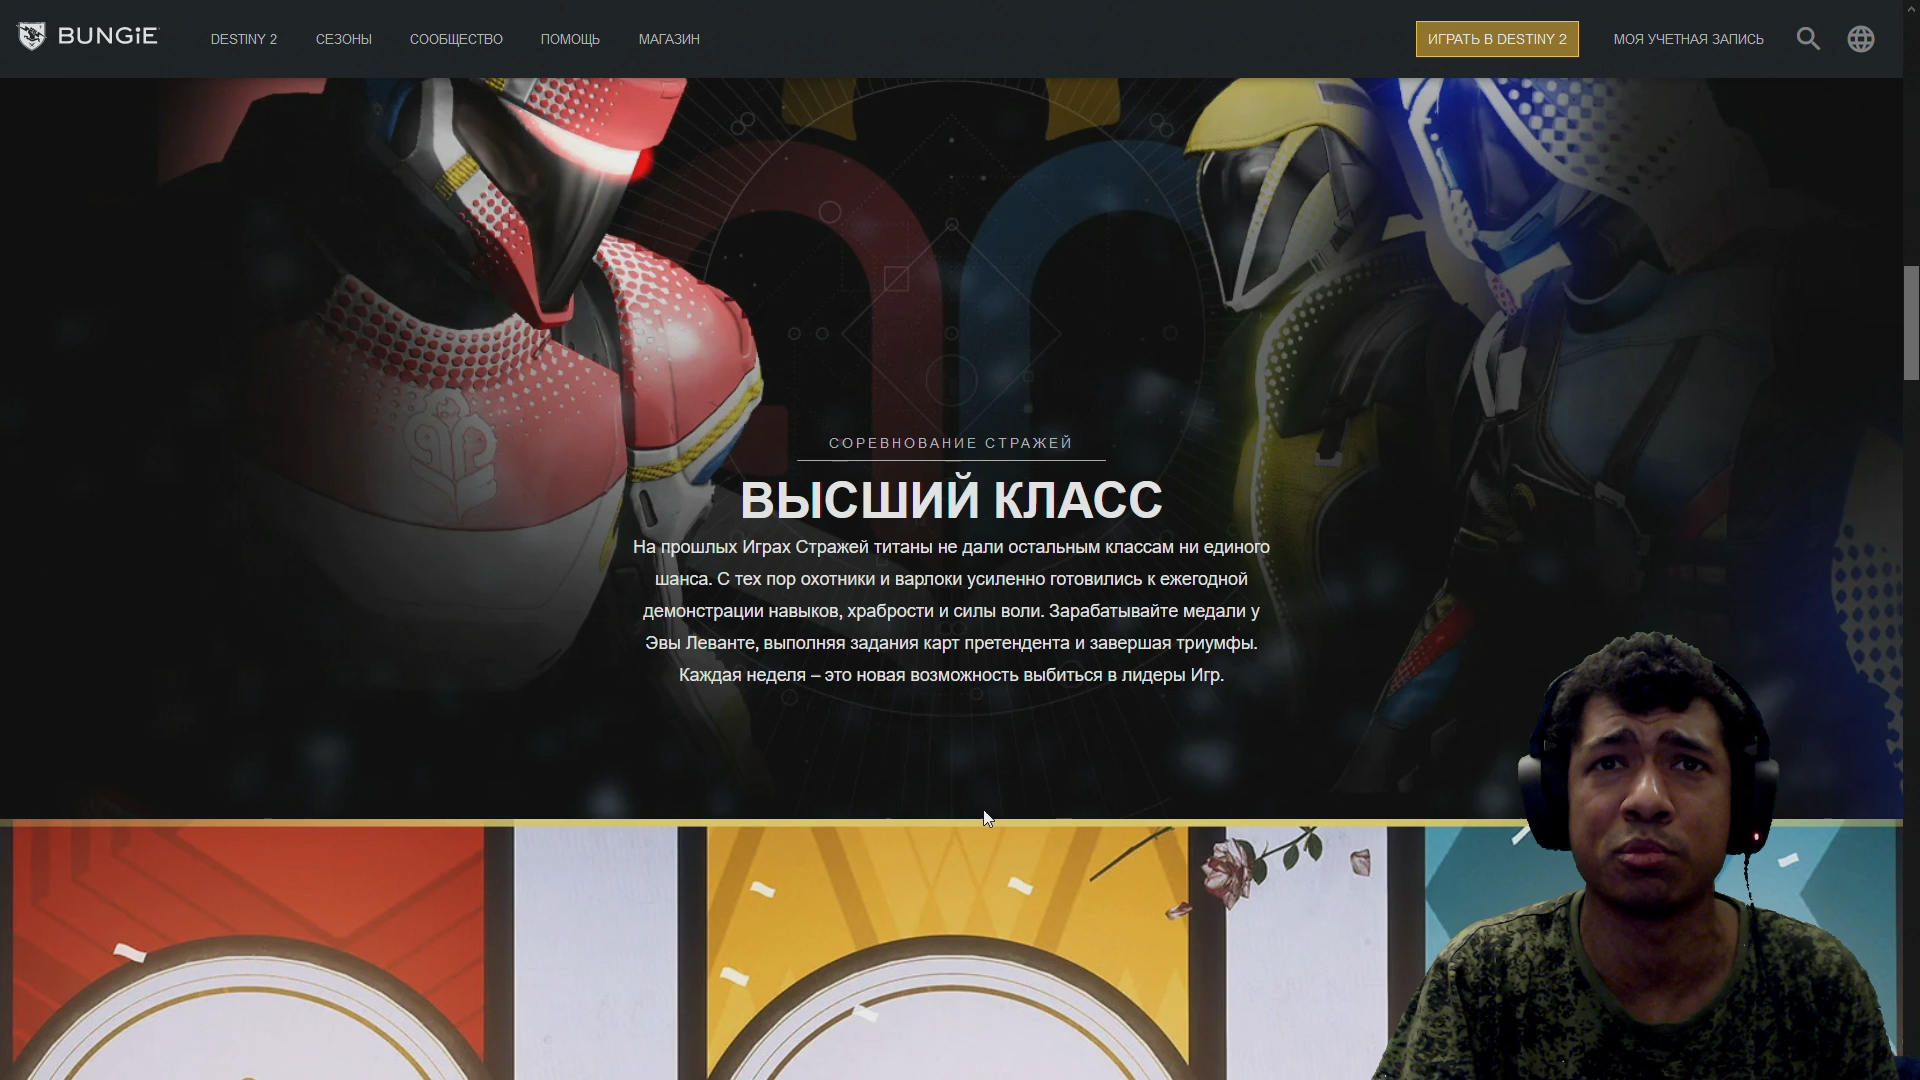 BUNGiE
DESTINY 2
СЕЗОНЫ
СООБЩЕСТВО
ПОМОЩЬ
МАГАЗИН
ИГРАТЬ В DESTINY 2
МОЯ УЧЕТНАЯ ЗАПИСЬ
СОРЕВНОВАНИЕ СТРАЖЕЙ
ВЫСШИЙ КЛАСС
На прошлых Играх Стражей титаны не дали остальным классам ни единого
шанса. С тех пор охотники и варлоки усиленно готовились к ежегодной
демонстрации навыков, храбрости и силы воли. Зарабатывайте медали у
Эвы Леванте, выполняя задания карт претендента и завершая триумфы.
Каждая неделя – это новая возможность выбиться в лидеры Игр.